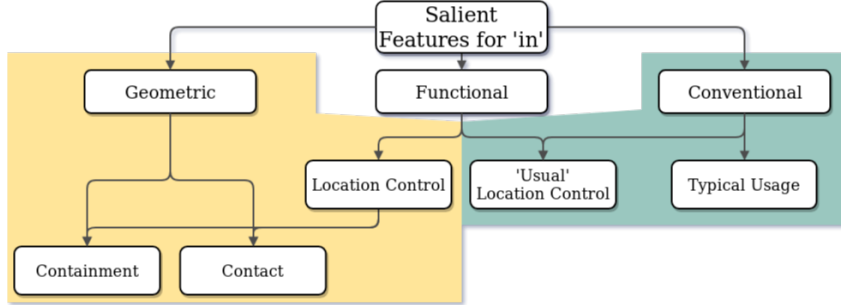 Salient
Features for 'in'
Geometric
Functional
Conventional
Location Control
'Usual'
Location Control
Typical Usage
Containment
Contact